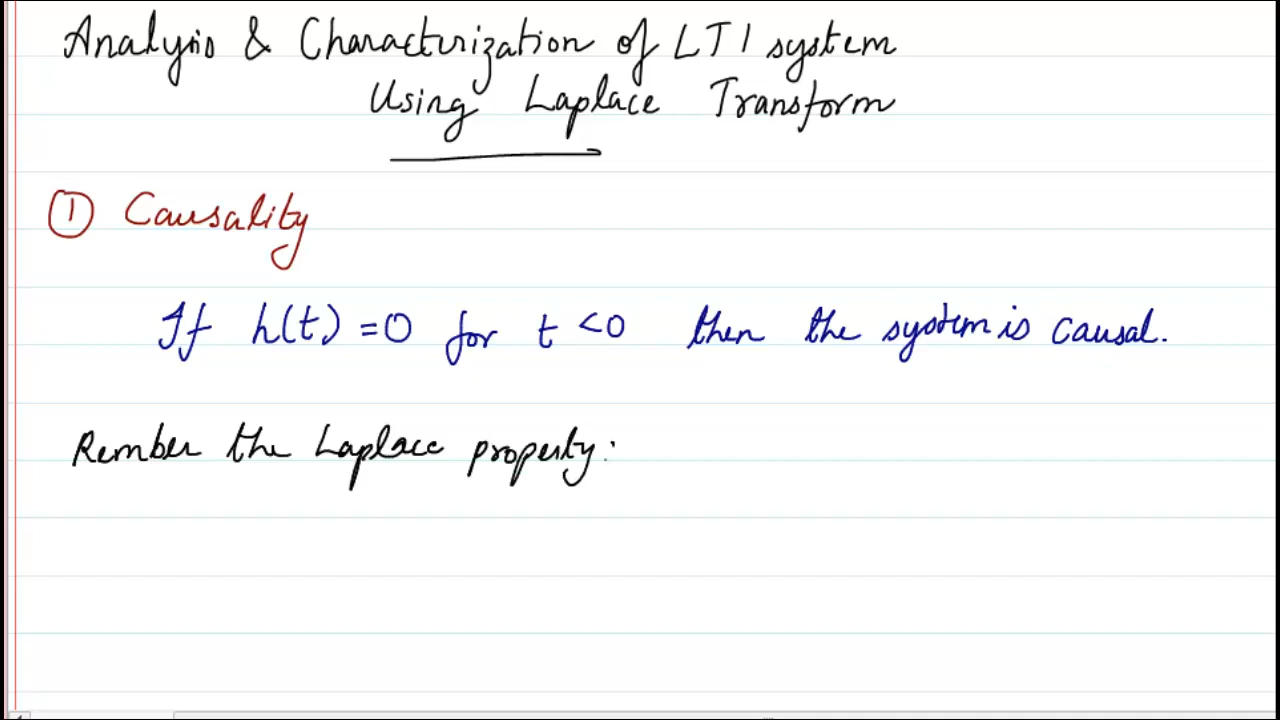 Analysis & Characterization of LTI system
Using Laplace Transform
① Causality
If h(t) = 0 for t < 0 then the system is causal.
Rember the Laplace property: